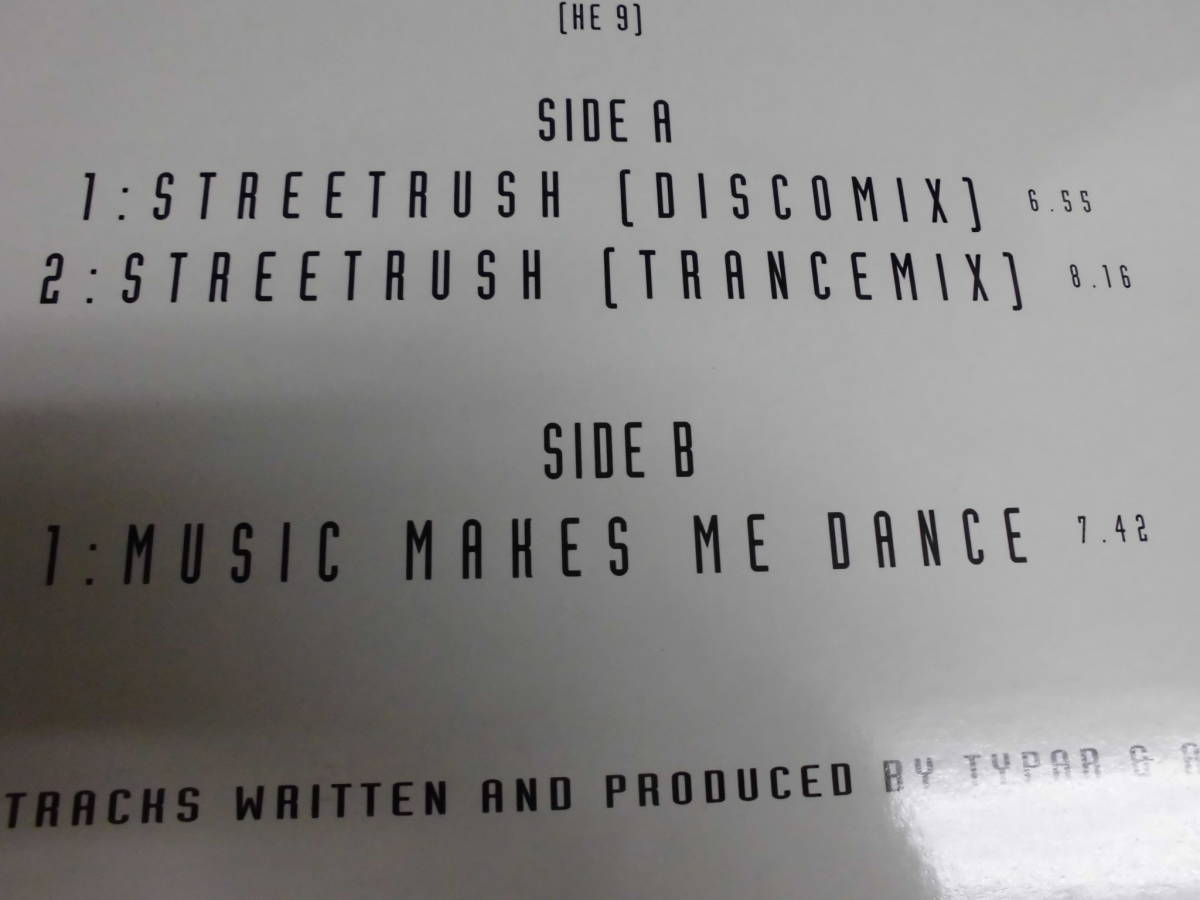 [HE 9]
SIDE A
1:STREETRUSH [DISCOMIX] 6.55
2:STREETRUSH [TRANCEMIX] 8.16
SIDE B
1:MUSIC MAKES ME DANCE 7.42
TRACKS WRITTEN AND PRODUCED BY TYPAR & A